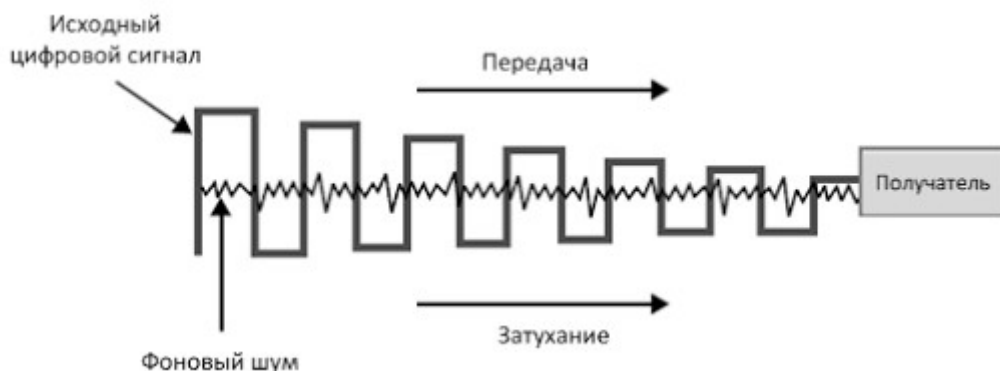 Исходный
цифровой сигнал
Передача
Получатель
Затухание
Фоновый шум